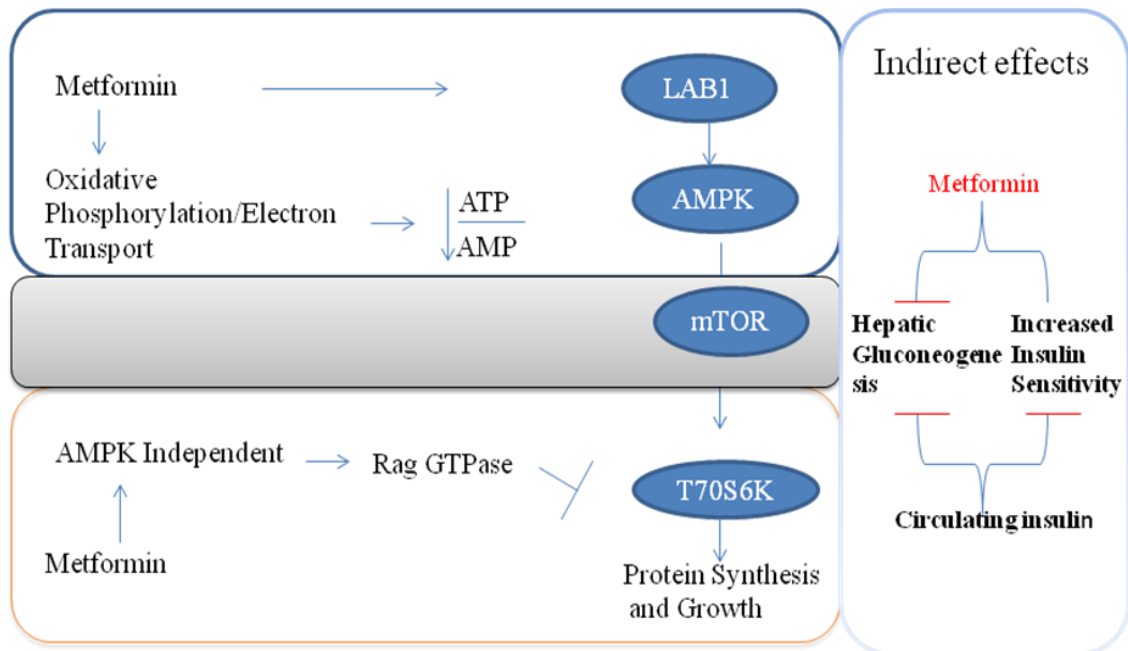 Metformin
LAB1
Oxidative
Phosphorylation/Electron
Transport
ATP
AMP
AMPK
mTOR
AMPK Independent
Rag GTPase
T70S6K
Metformin
Protein Synthesis
and Growth
Indirect effects
Metformin
Hepatic
Gluconeogene
sis
Increased
Insulin
Sensitivity
Circulating insulin